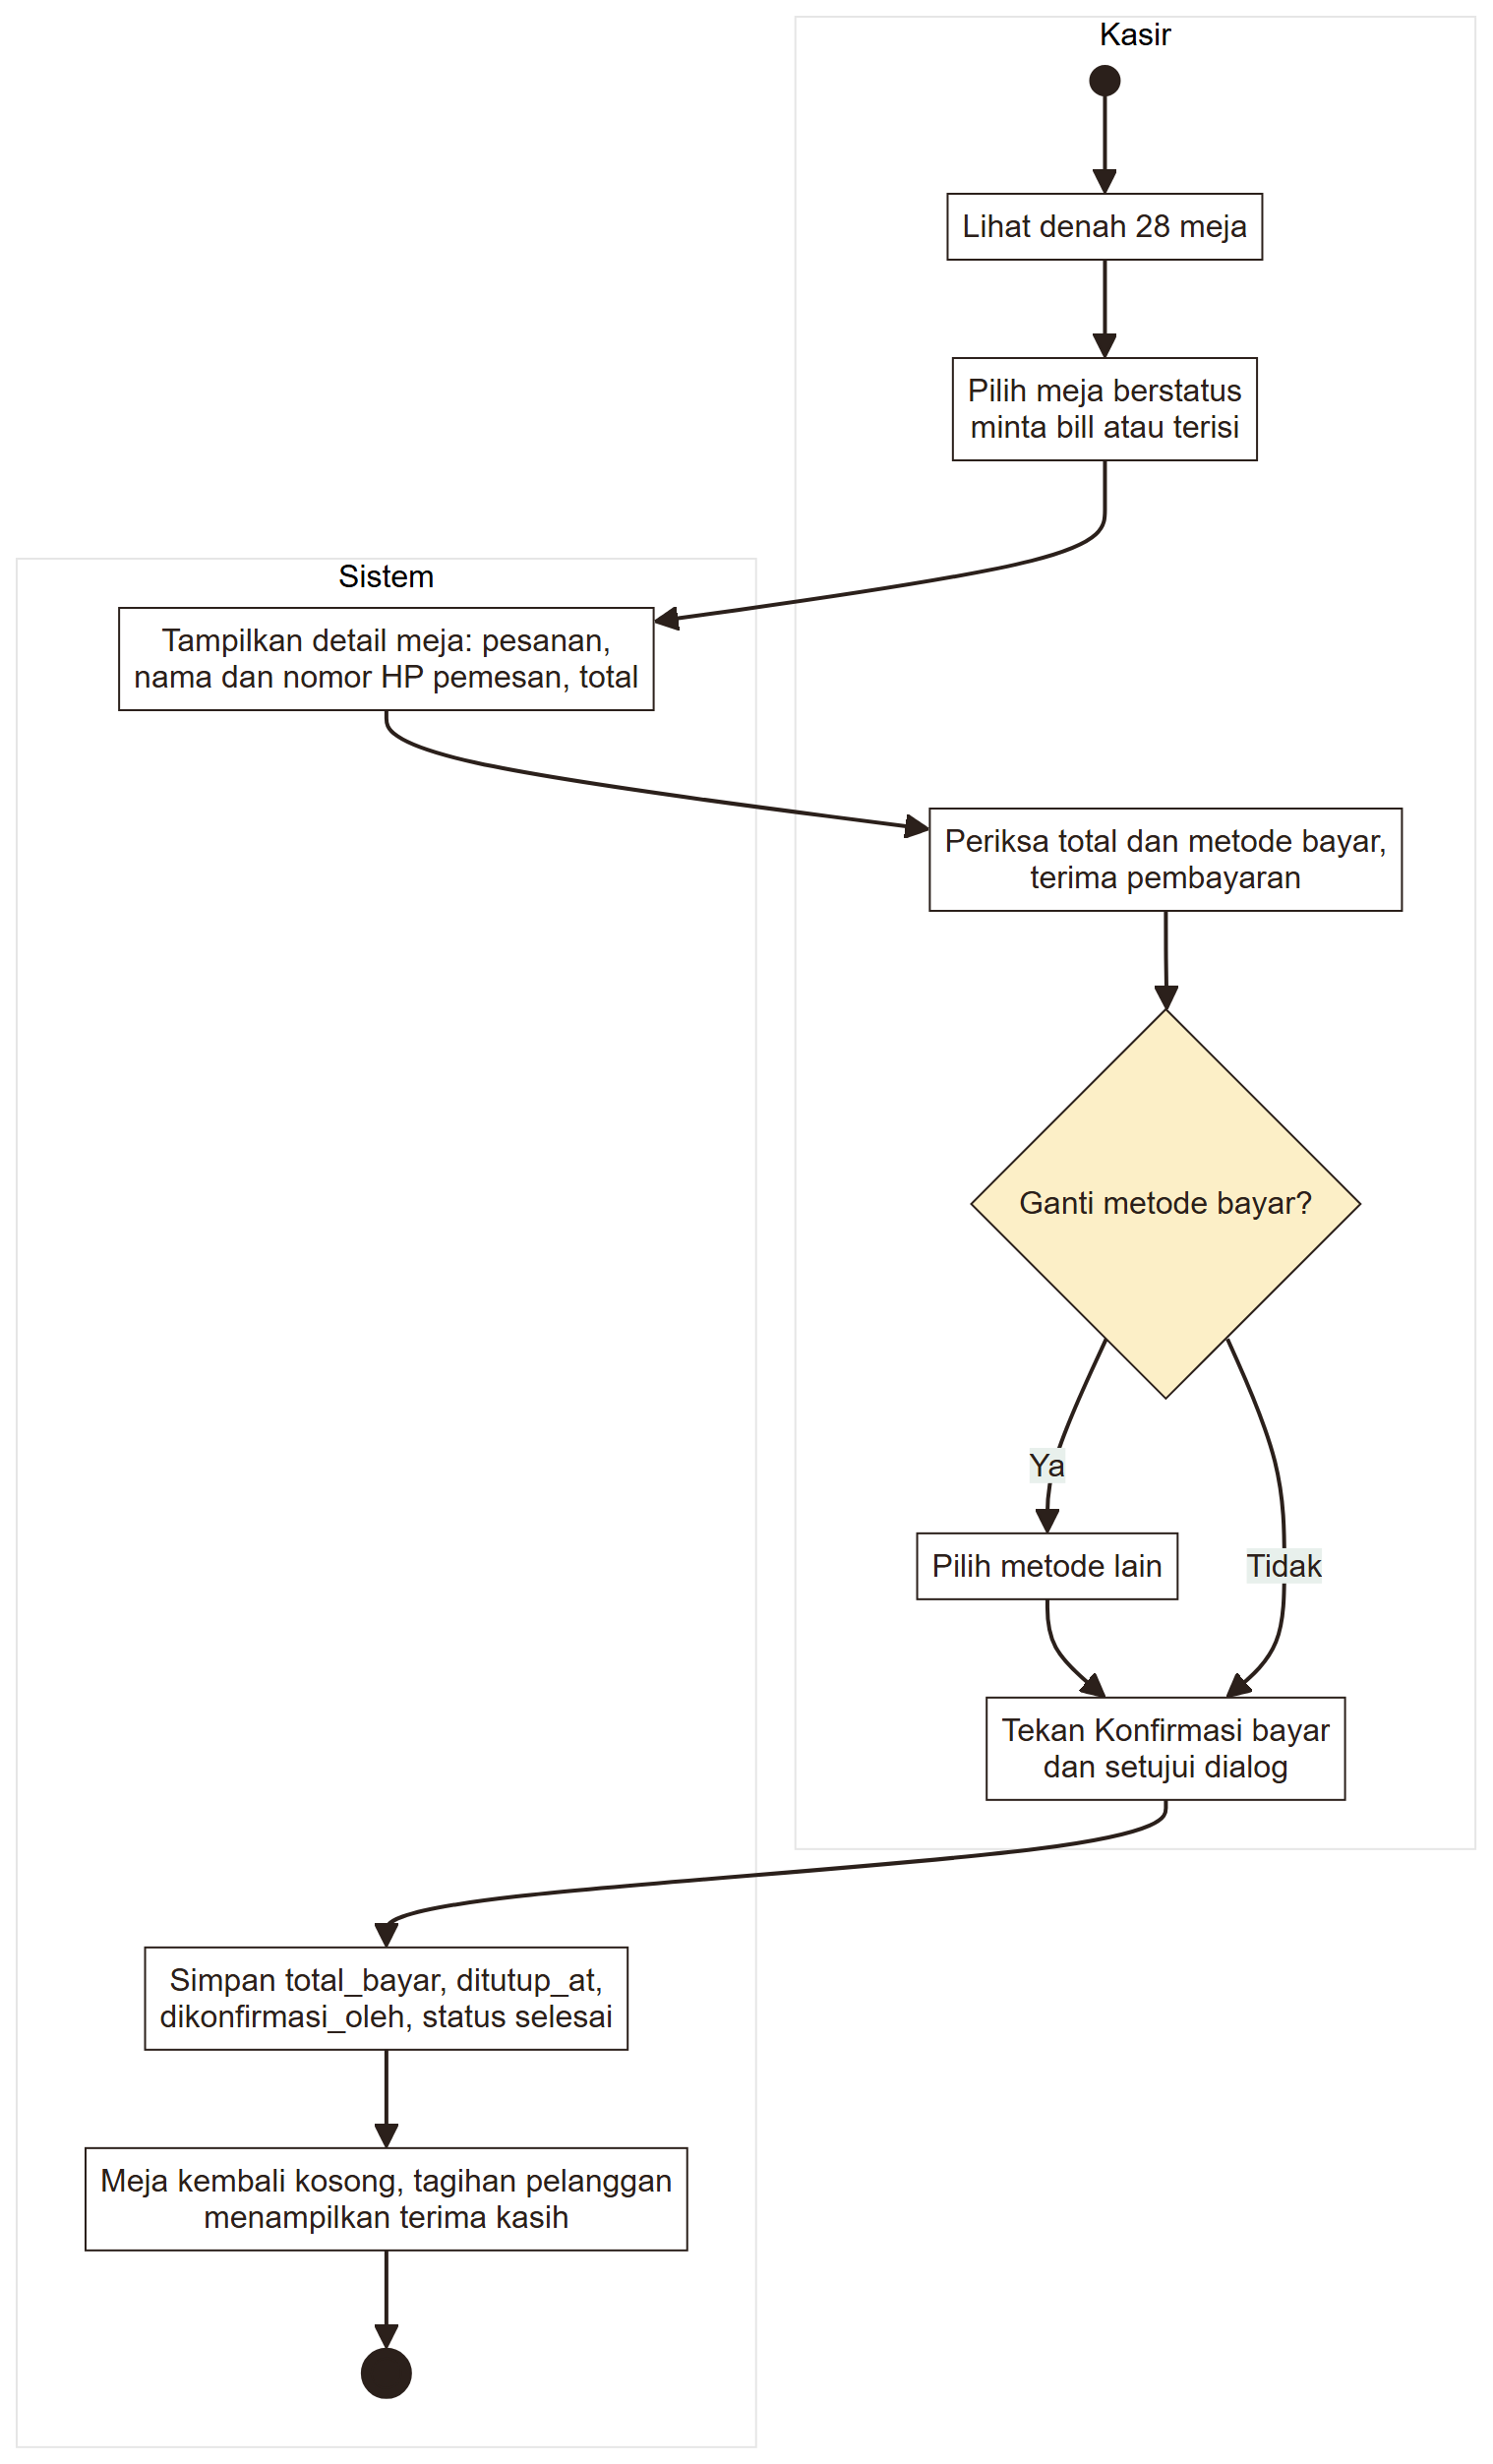 Kasir
Lihat denah 28 meja
Pilih meja berstatus
minta bill atau terisi
Sistem
Tampilkan detail meja: pesanan,
nama dan nomor HP pemesan, total
Periksa total dan metode bayar,
terima pembayaran
Ganti metode bayar?
Ya
Pilih metode lain
Tidak
Tekan Konfirmasi bayar
dan setujui dialog
Simpan total_bayar, ditutup_at,
dikonfirmasi_oleh, status selesai
Meja kembali kosong, tagihan pelanggan
menampilkan terima kasih